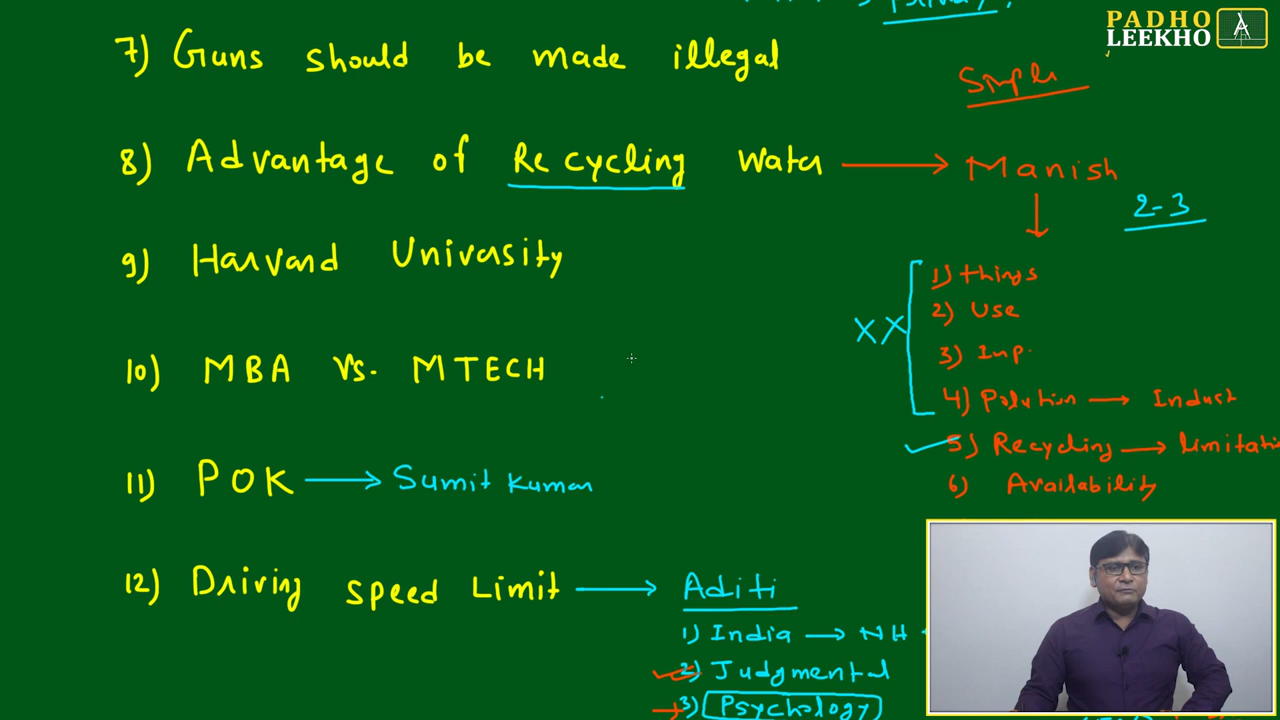 PADHO
LEEKHO
7) Guns should be made illegal
8) Advantage of Recycling Water → Manish
2-3
1) things
2) Use
3) Inp.
4) Polution → Indust
XX
5) Recycling → limitati
6) Availability
9) Harvard University
10) MBA vs. MTECH
11) POK → Sumit Kumar
12) Driving Speed Limit → Aditi
1) India → NH
2) Judgmental
3) Psychology